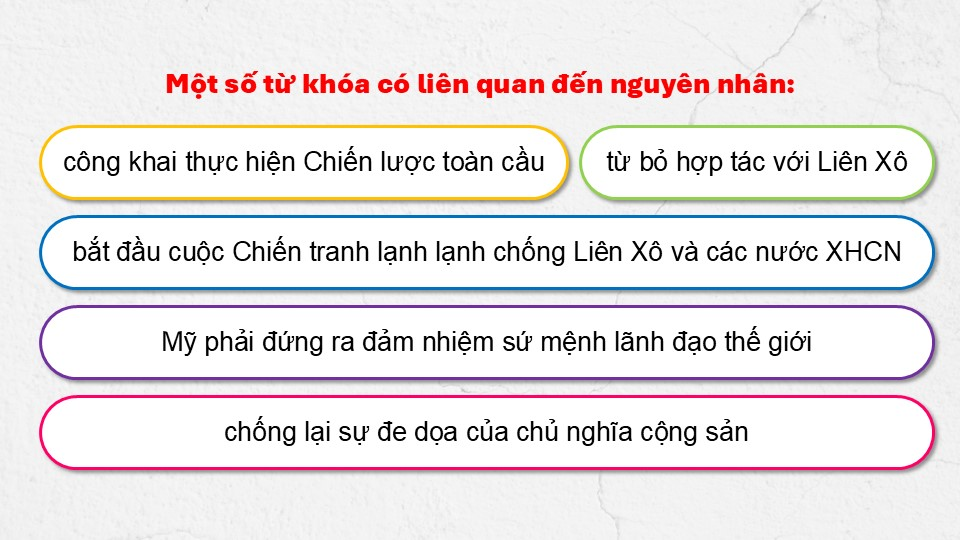 Một số từ khóa có liên quan đến nguyên nhân:
công khai thực hiện Chiến lược toàn cầu
từ bỏ hợp tác với Liên Xô
bắt đầu cuộc Chiến tranh lạnh lạnh chống Liên Xô và các nước XHCN
Mỹ phải đứng ra đảm nhiệm sứ mệnh lãnh đạo thế giới
chống lại sự đe dọa của chủ nghĩa cộng sản